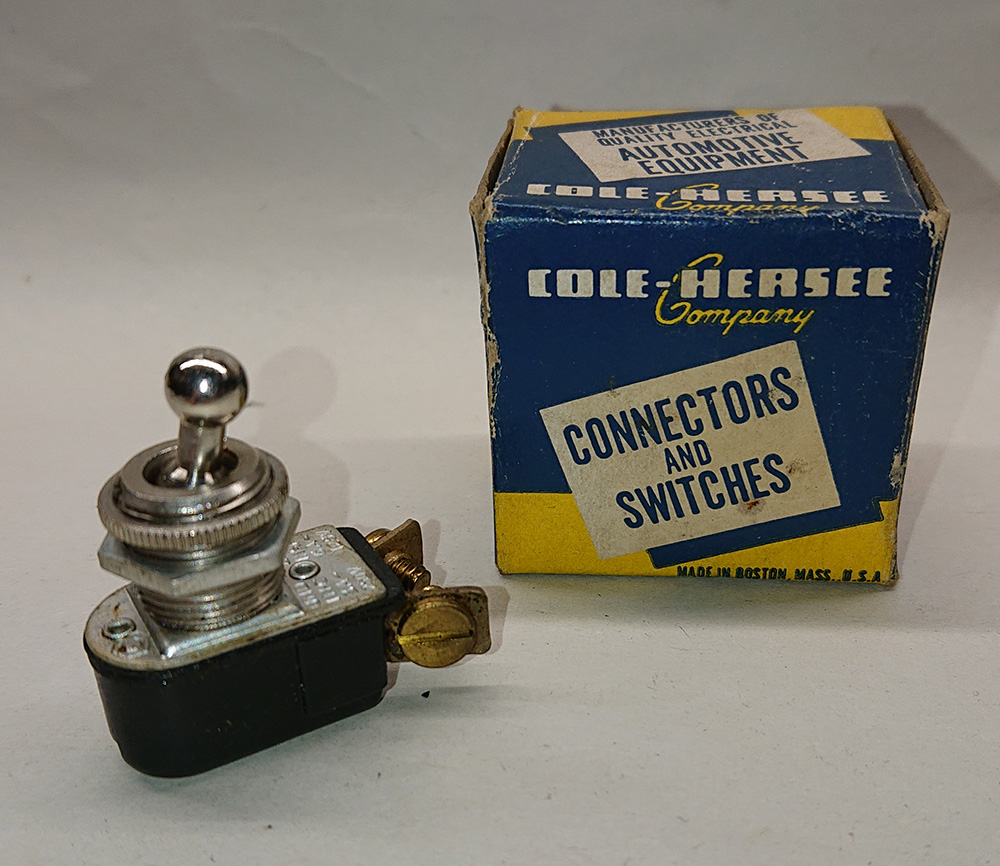 MANUFACTURERS OF
QUALITY ELECTRICAL
AUTOMOTIVE
EQUIPMENT
COLE-HERSEE
Company
COLE-HERSEE
Company
CONNECTORS
AND
SWITCHES
MADE IN BOSTON, MASS., U.S.A.